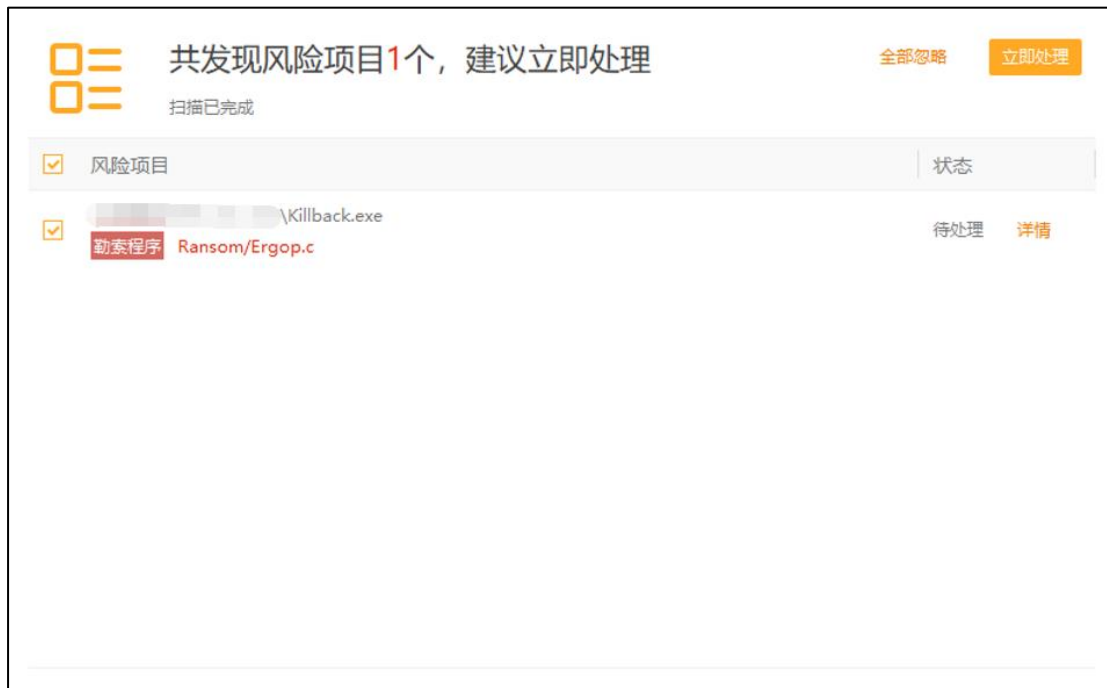 共发现风险项目1个，建议立即处理
全部忽略
立即处理
扫描已完成
风险项目
状态
\Killback.exe
待处理
详情
勒索程序 Ransom/Ergop.c